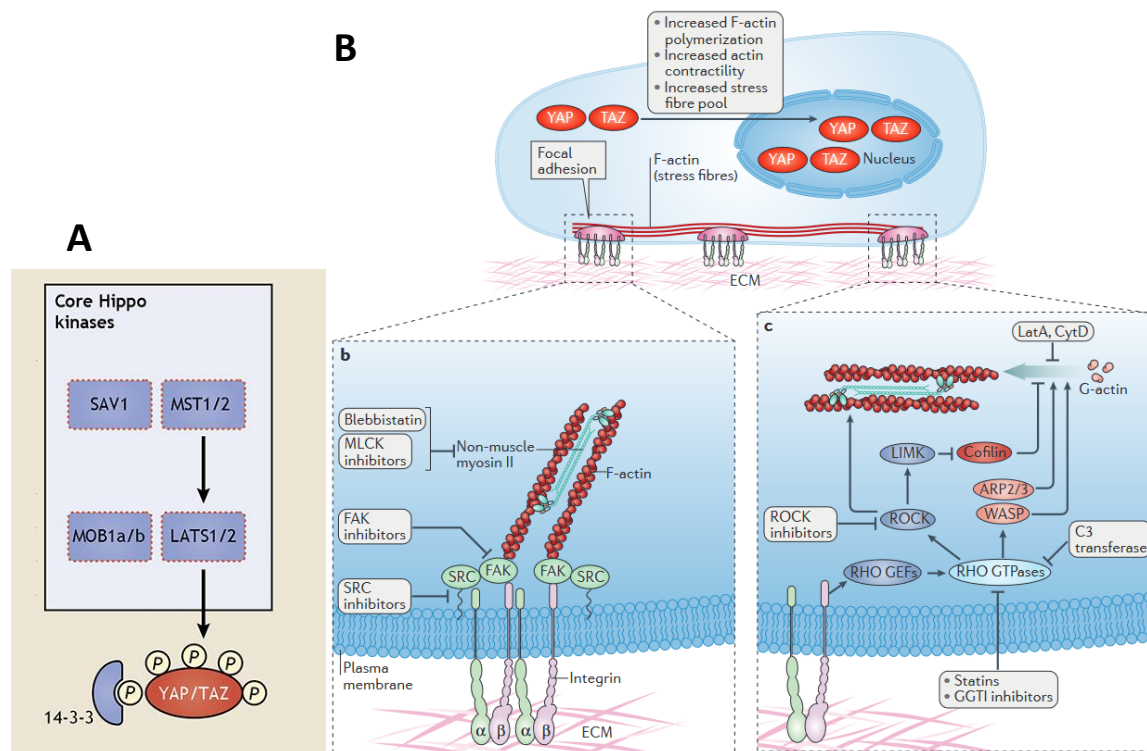 A
Core Hippo
kinases
SAV1
MST1/2
MOB1a/b
LATS1/2
P
P
P
P
P
YAP/TAZ
14-3-3
B
• Increased F-actin
polymerization
• Increased actin
contractility
• Increased stress
fibre pool
YAP
TAZ
YAP
TAZ
YAP
TAZ
Nucleus
Focal
adhesion
F-actin
(stress fibres)
ECM
b
Blebbistatin
MLCK
inhibitors
Non-muscle
myosin II
F-actin
FAK
inhibitors
SRC
FAK
FAK
SRC
SRC
inhibitors
Plasma
membrane
Integrin
α
β
α
β
ECM
c
LatA, CytD
G-actin
LIMK
Cofilin
ARP2/3
WASP
ROCK
inhibitors
ROCK
C3
transferase
RHO GEFs
RHO GTPases
• Statins
• GGTI inhibitors